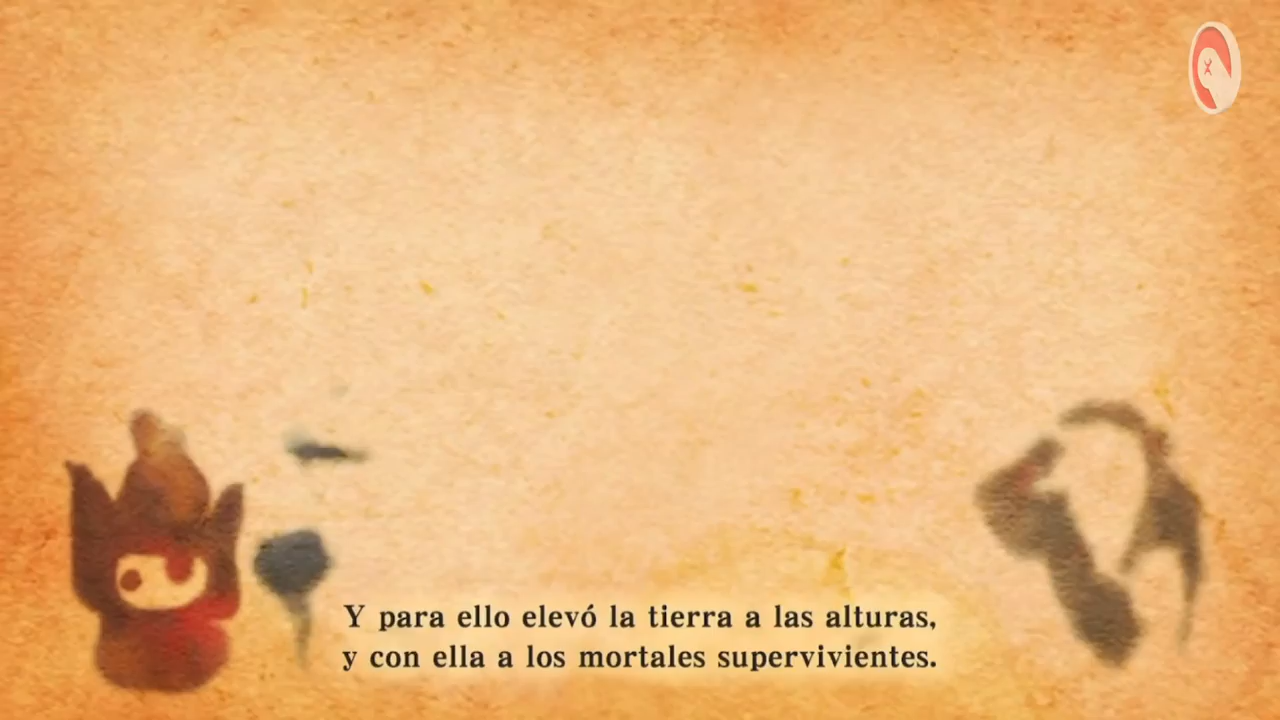 Y para ello elevó la tierra a las alturas,
y con ella a los mortales supervivientes.